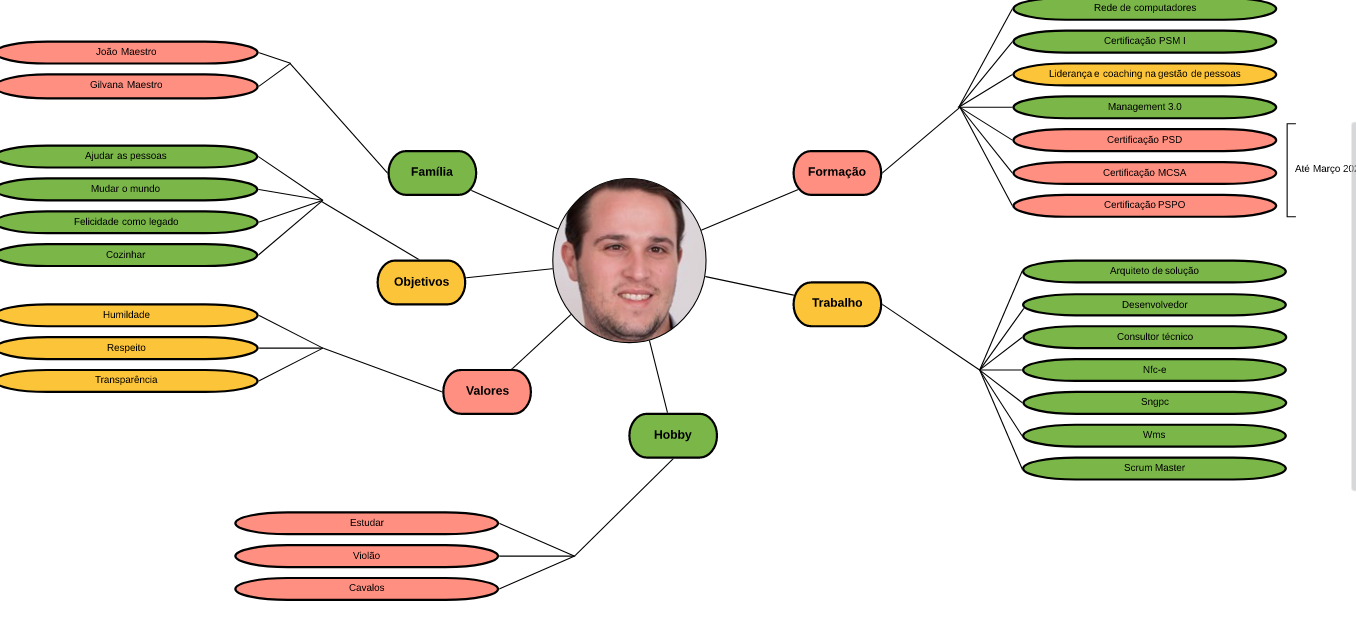 João Maestro
Gilvana Maestro
Família
Ajudar as pessoas
Mudar o mundo
Felicidade como legado
Cozinhar
Objetivos
Humildade
Respeito
Transparência
Valores
Hobby
Estudar
Violão
Cavalos
Formação
Rede de computadores
Certificação PSM I
Liderança e coaching na gestão de pessoas
Management 3.0
Certificação PSD
Certificação MCSA
Certificação PSPO
Até Março
Trabalho
Arquiteto de solução
Desenvolvedor
Consultor técnico
Nfc-e
Sngpc
Wms
Scrum Master